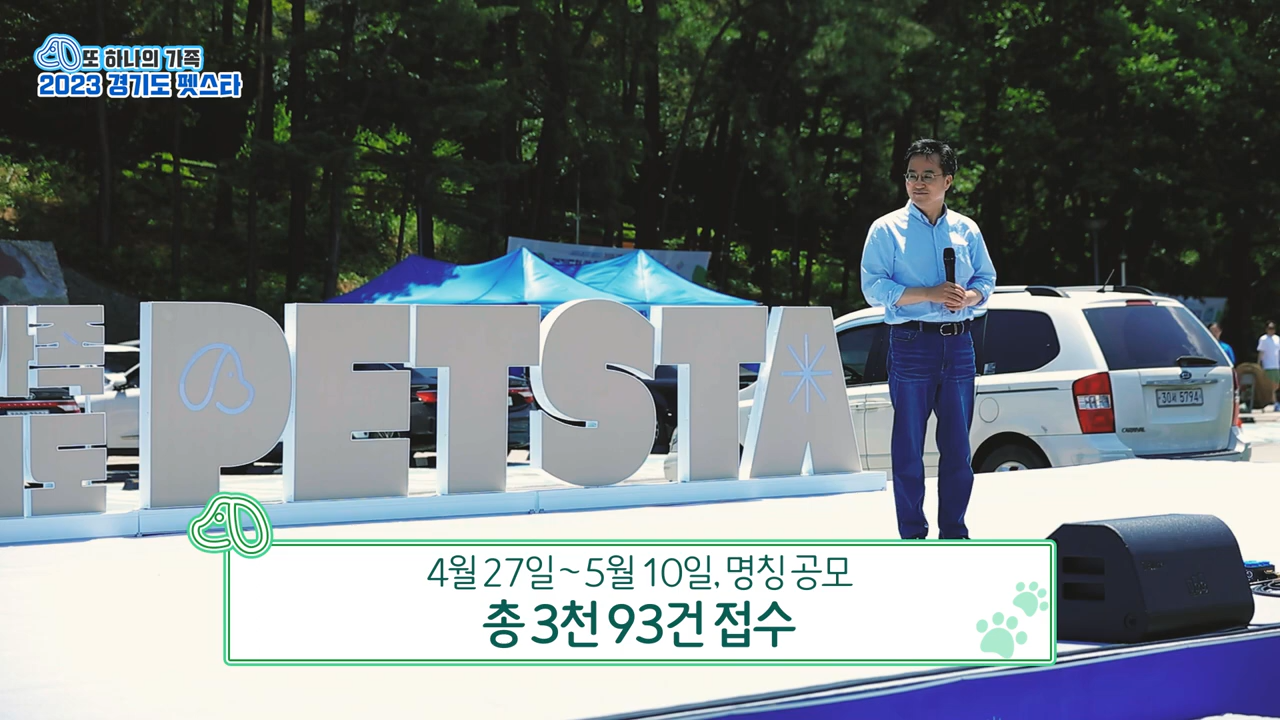 또 하나의 가족
2023 경기도 펫스타
PETSTA
30서 5794
CARNIVAL
4월 27일~5월 10일, 명칭 공모
총 3천 93건 접수